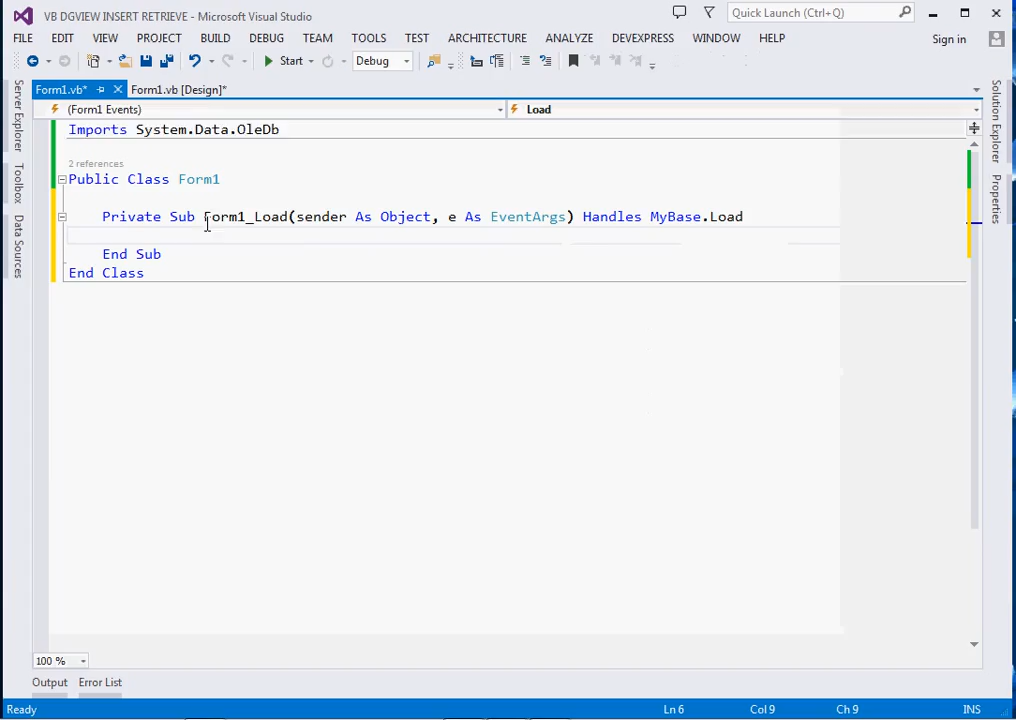 VB DGVIEW INSERT RETRIEVE - Microsoft Visual Studio
Quick Launch (Ctrl+Q)
FILE EDIT VIEW PROJECT BUILD DEBUG TEAM TOOLS TEST ARCHITECTURE ANALYZE DEVEXPRESS WINDOW HELP Sign in
Start Debug
Form1.vb* Form1.vb [Design]*
(Form1 Events) Load
Server Explorer
Toolbox
Data Sources
Imports System.Data.OleDb
2 references
Public Class Form1
Private Sub Form1_Load(sender As Object, e As EventArgs) Handles MyBase.Load
End Sub
End Class
Solution Explorer
Properties
100 %
Output Error List
Ready Ln 6 Col 9 Ch 9 INS